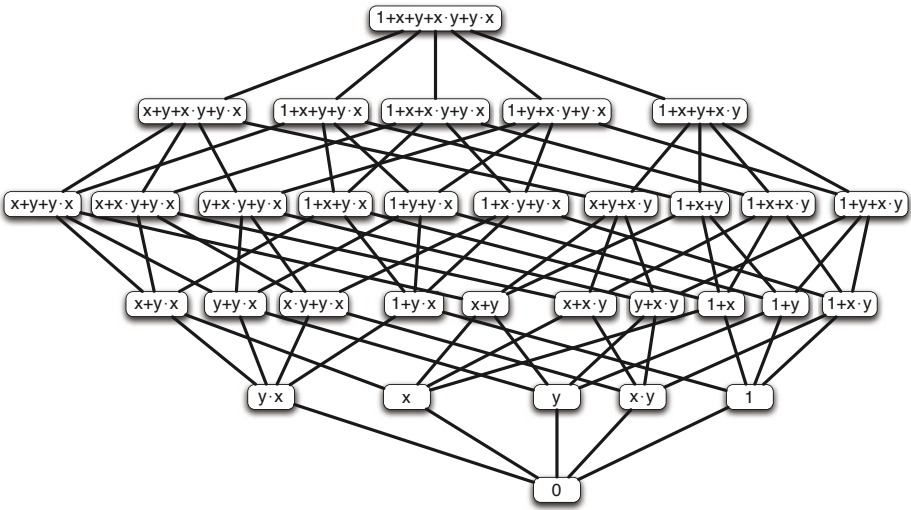 1+x+y+x·y+y·x
x+y+x·y+y·x 1+x+y+y·x 1+x+x·y+y·x 1+y+x·y+y·x 1+x+y+x·y
x+y+y·x x+x·y+y·x y+x·y+y·x 1+x+y·x 1+y+y·x 1+x·y+y·x x+y+x·y 1+x+y 1+x+x·y 1+y+x·y
x+y·x y+y·x x·y+y·x 1+y·x x+y x+x·y y+x·y 1+x 1+y 1+x·y
y·x x y x·y 1
0